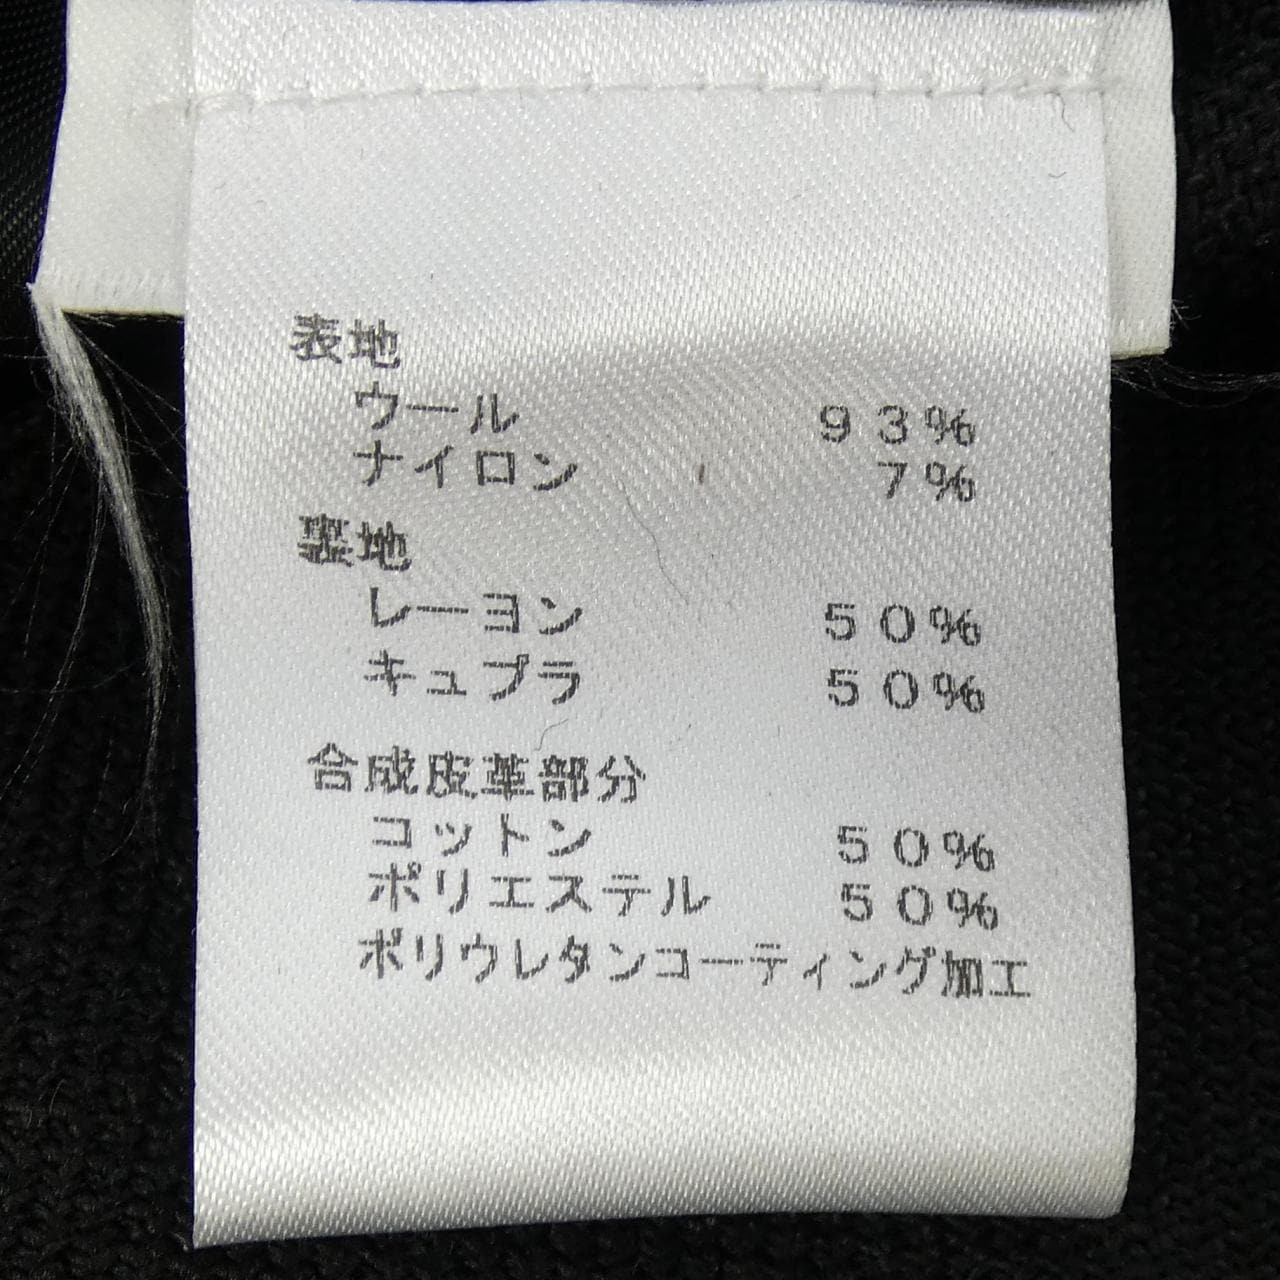 表地
ウール 93%
ナイロン 7%
裏地
レーヨン 50%
キュプラ 50%
合成皮革部分
コットン 50%
ポリエステル 50%
ポリウレタンコーティング加工